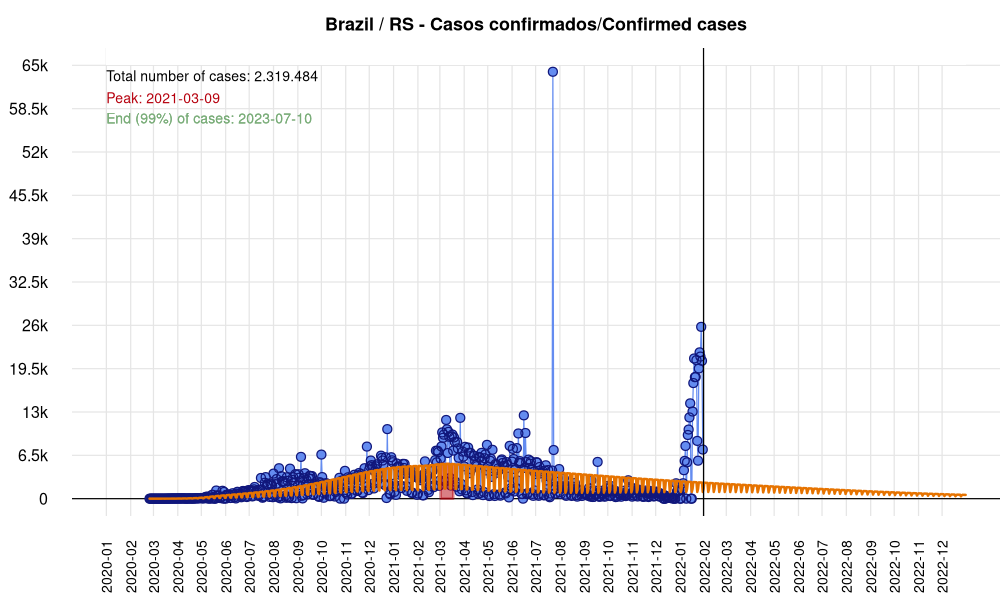 Brazil / RS - Casos confirmados/Confirmed cases
65k
Total number of cases: 2.319.484
Peak: 2021-03-09
58.5k
End (99%) of cases: 2023-07-10
52k
45.5k
39k
32.5k
26k
19.5k
13k
6.5k
0
2020-01
2020-02
2020-03
2020-04
2020-05
2020-06
2020-07
2020-08
2020-09
2020-10
2020-11
2020-12
2021-01
2021-02
2021-03
2021-04
2021-05
2021-06
2021-07
2021-08
2021-09
2021-10
2021-11
2021-12
2022-01
2022-02
2022-02
2022-04
2022-05
2022-06
2022-07
2022-08
2022-09
2022-10
2022-11
2022-12